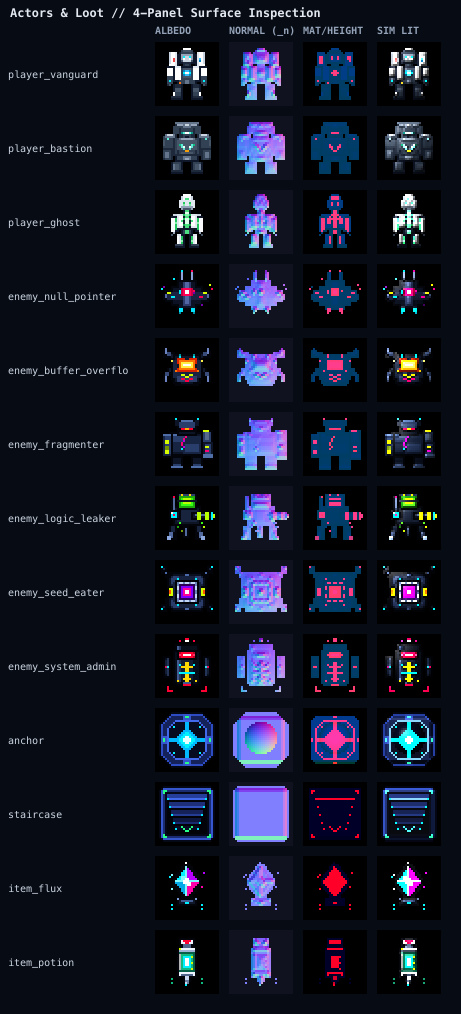 Actors & Loot // 4—Panel Surface Inspection
ALBEDO NORMAL (_n) MAT/HEIGHT SIM LIT
player_vanguard
player_bastion
player_ghost
enemy_null_pointer
enemy_buffer_overflo
enemy_fragmenter
enemy_logic_leaker
enemy_seed_eater
enemy_system_admin
anchor
staircase
item_flux
item_potion